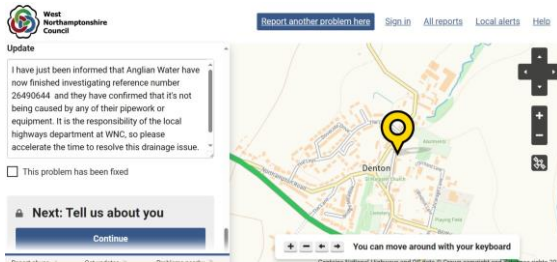 West
Northamptonshire
Council
Report another problem here
Sign in
All reports
Local alerts
Help
Update
I have just been informed that Anglian Water have
now finished investigating reference number
26490644 and they have confirmed that it's not
being caused by any of their pipework or
equipment. It is the responsibility of the local
highways department at WNC, so please
accelerate the time to resolve this drainage issue.
This problem has been fixed
Next: Tell us about you
Continue
Denton
Playing Field
You can move around with your keyboard